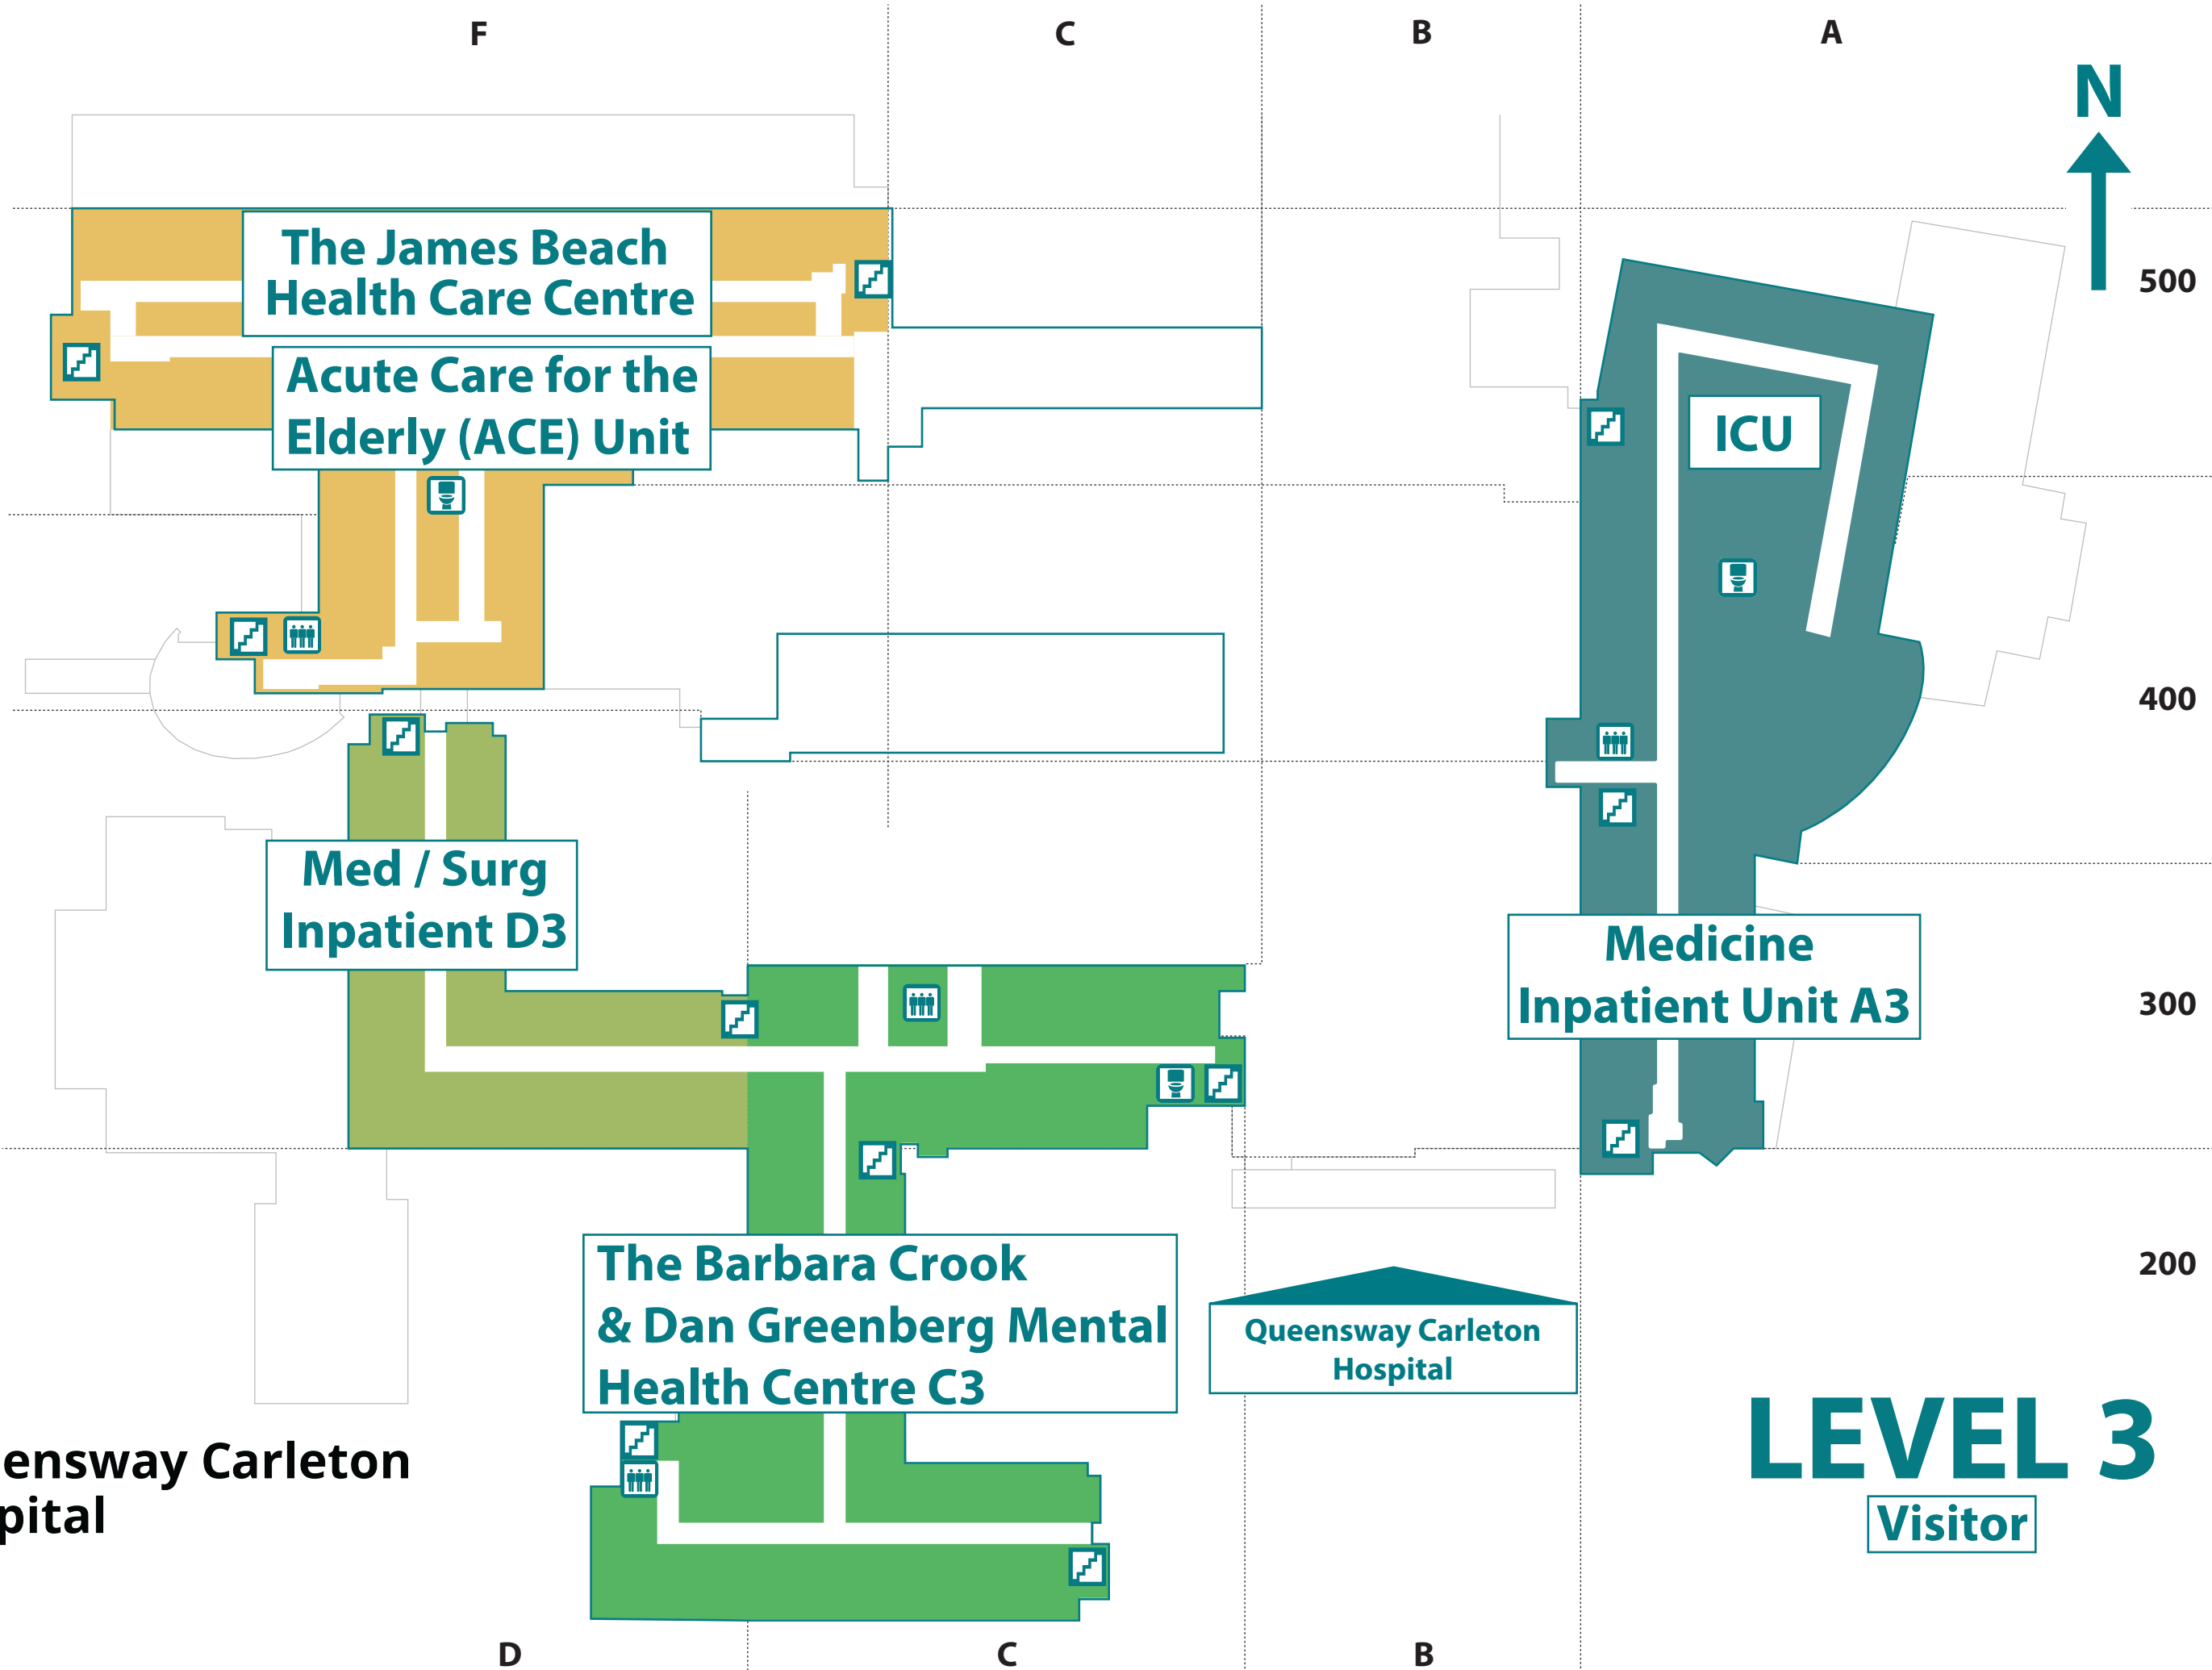 F
C
B
A
N
The James Beach
Health Care Centre
500
Acute Care for the
Elderly (ACE) Unit
ICU
400
Med / Surg
Inpatient D3
Medicine
Inpatient Unit A3
300
The Barbara Crook
& Dan Greenberg Mental
Health Centre C3
200
Queensway Carleton
Hospital
LEVEL 3
Visitor
ensway Carleton
pital
D
C
B